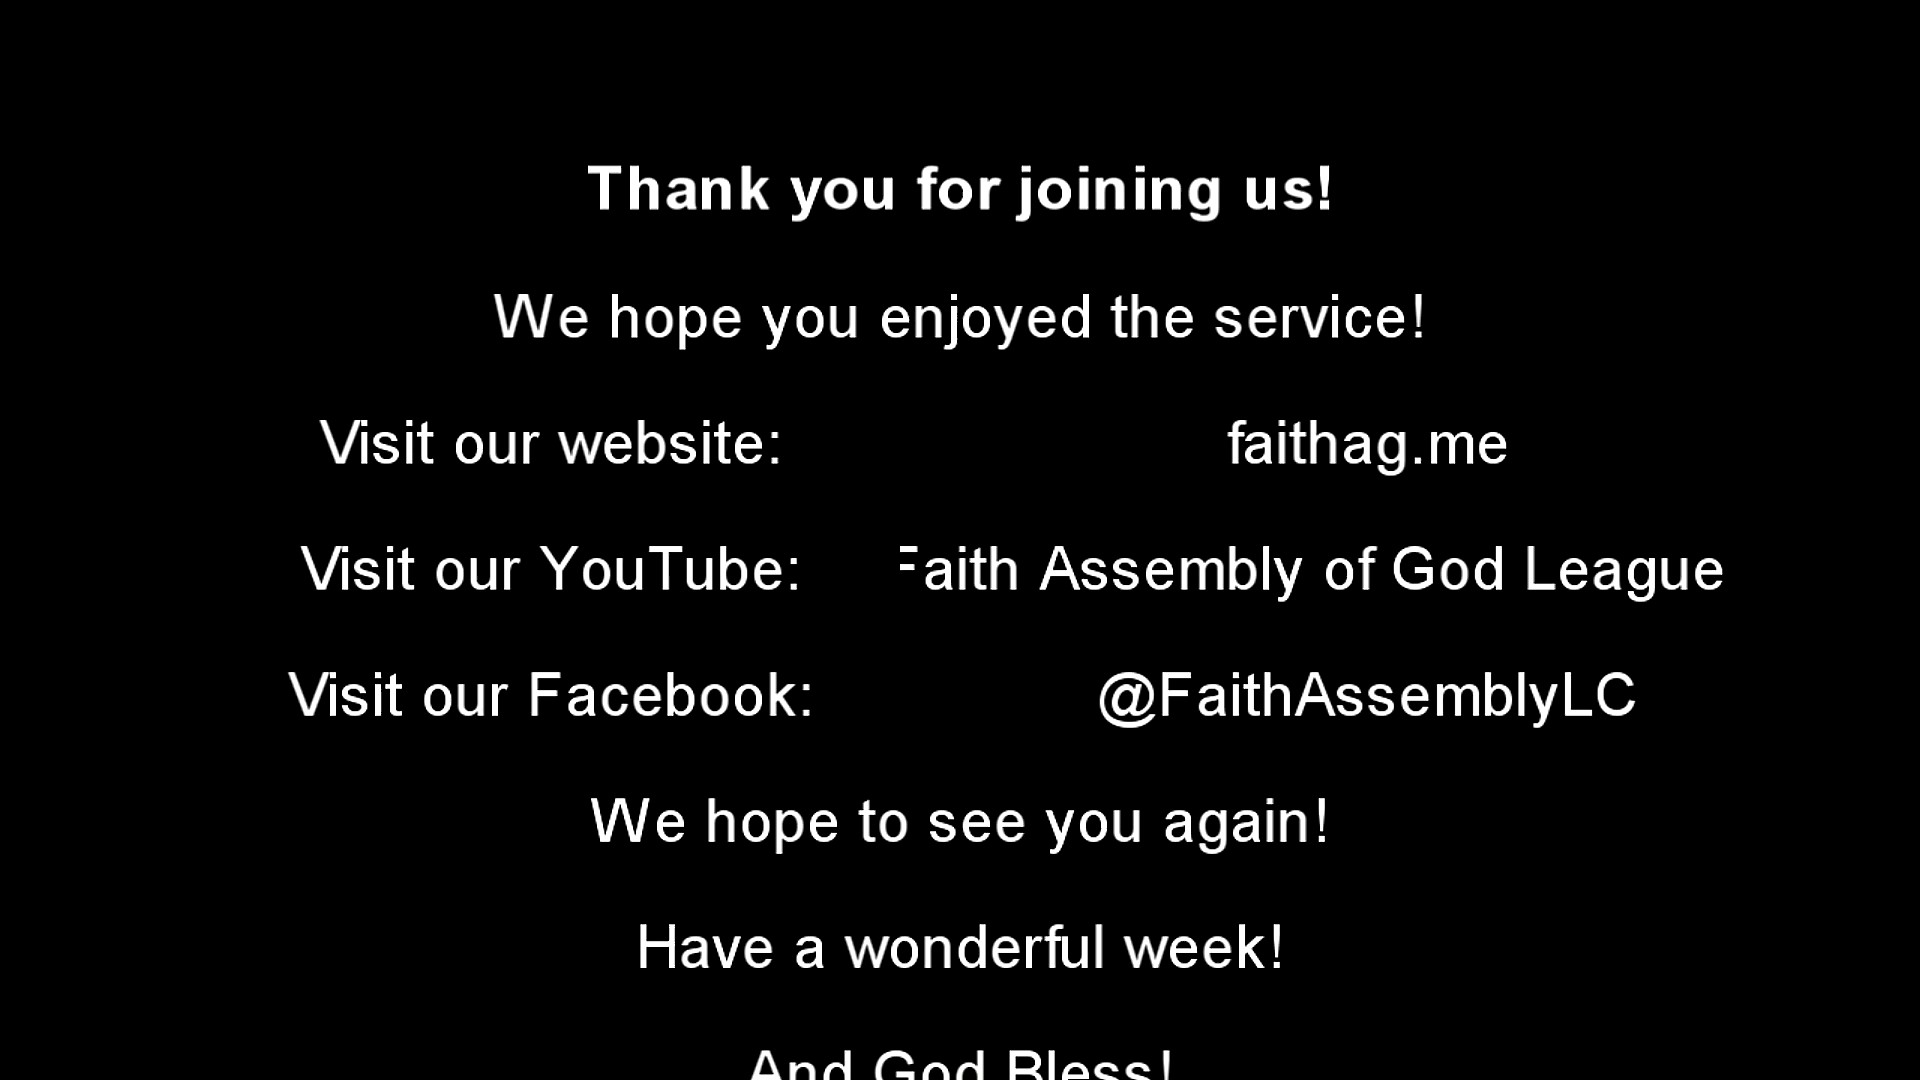 Thank you for joining us!
We hope you enjoyed the service!
Visit our website: faithag.me
Visit our YouTube: Faith Assembly of God League
Visit our Facebook: @FaithAssemblyLC
We hope to see you again!
Have a wonderful week!
And God Bless!